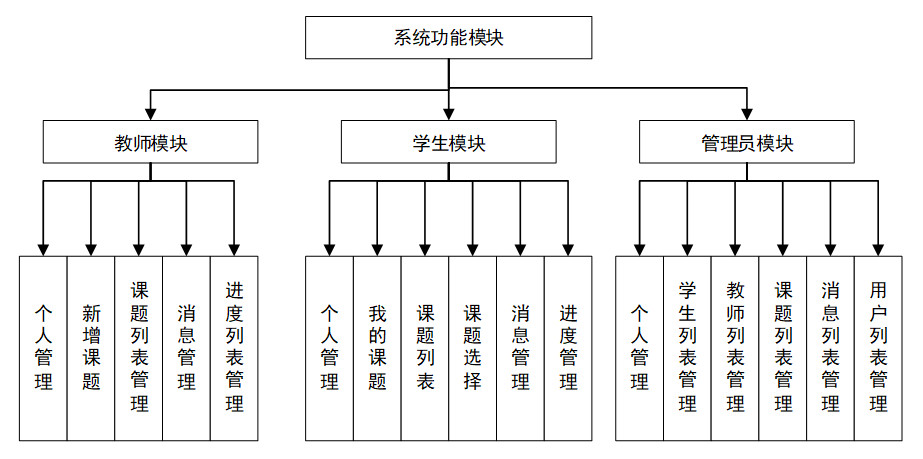 系统功能模块
教师模块
学生模块
管理员模块
个人管理
新增课题
课题列表管理
消息管理
进度列表管理
个人管理
我的课题
课题列表
课题选择
消息管理
进度管理
个人管理
学生列表管理
教师列表管理
课题列表管理
消息列表管理
用户列表管理